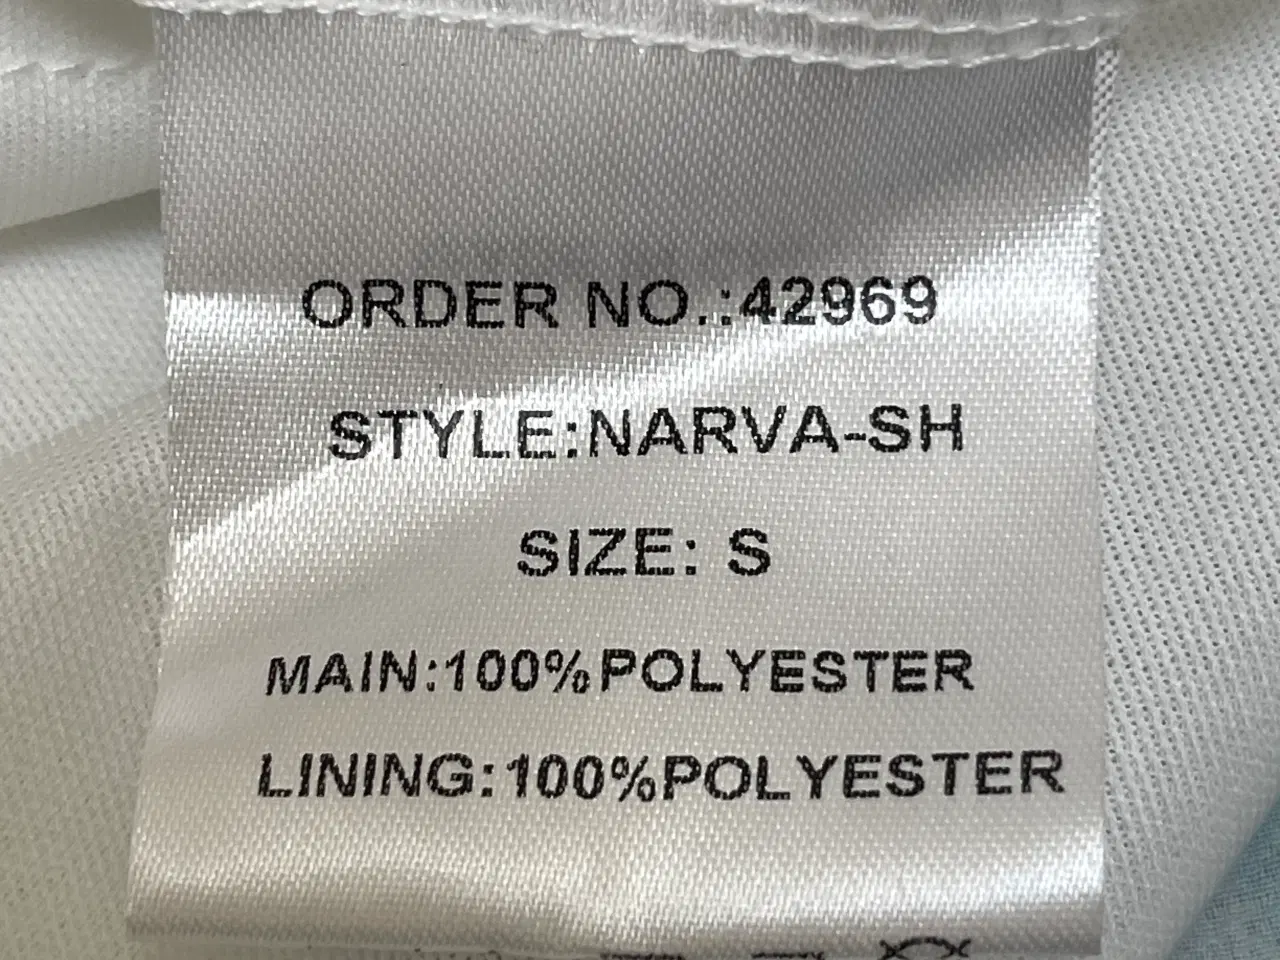 ORDER NO.:42969
STYLE:NARVA-SH
SIZE: S
MAIN:100%POLYESTER
LINING:100%POLYESTER